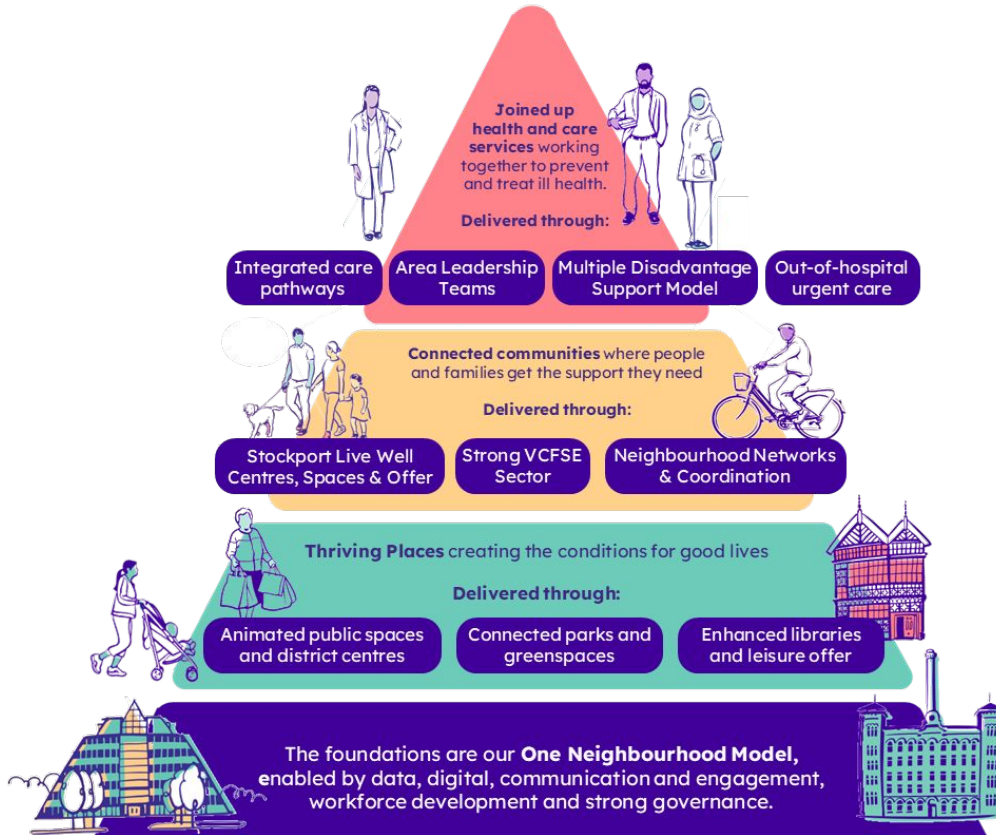 Joined up
health and care
services working
together to prevent
and treat ill health.
Delivered through:
Integrated care
pathways
Area Leadership
Teams
Multiple Disadvantage
Support Model
Out-of-hospital
urgent care
Connected communities where people
and families get the support they need
Delivered through:
Stockport Live Well
Centres, Spaces & Offer
Strong VCFSE
Sector
Neighbourhood Networks
& Coordination
Thriving Places creating the conditions for good lives
Delivered through:
Animated public spaces
and district centres
Connected parks and
greenspaces
Enhanced libraries
and leisure offer
The foundations are our One Neighbourhood Model,
enabled by data, digital, communication and engagement,
workforce development and strong governance.